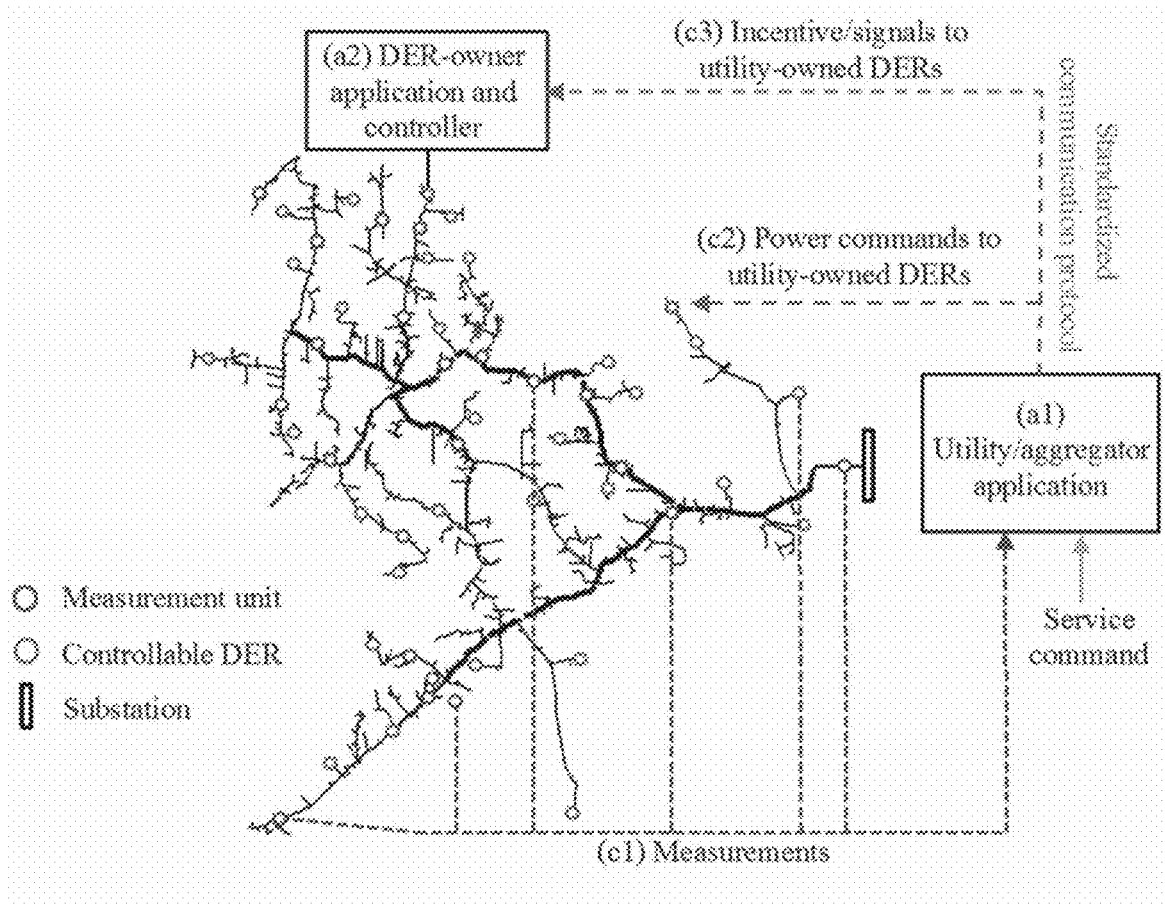 (c3) Incentive/signals to
utility-owned DERs
(a2) DER-owner
application and
controller
Standardized
communication protocol
(c2) Power commands to
utility-owned DERs
(a1)
Utility/aggregator
application
Measurement unit
Controllable DER
Substation
Service
command
(c1) Measurements